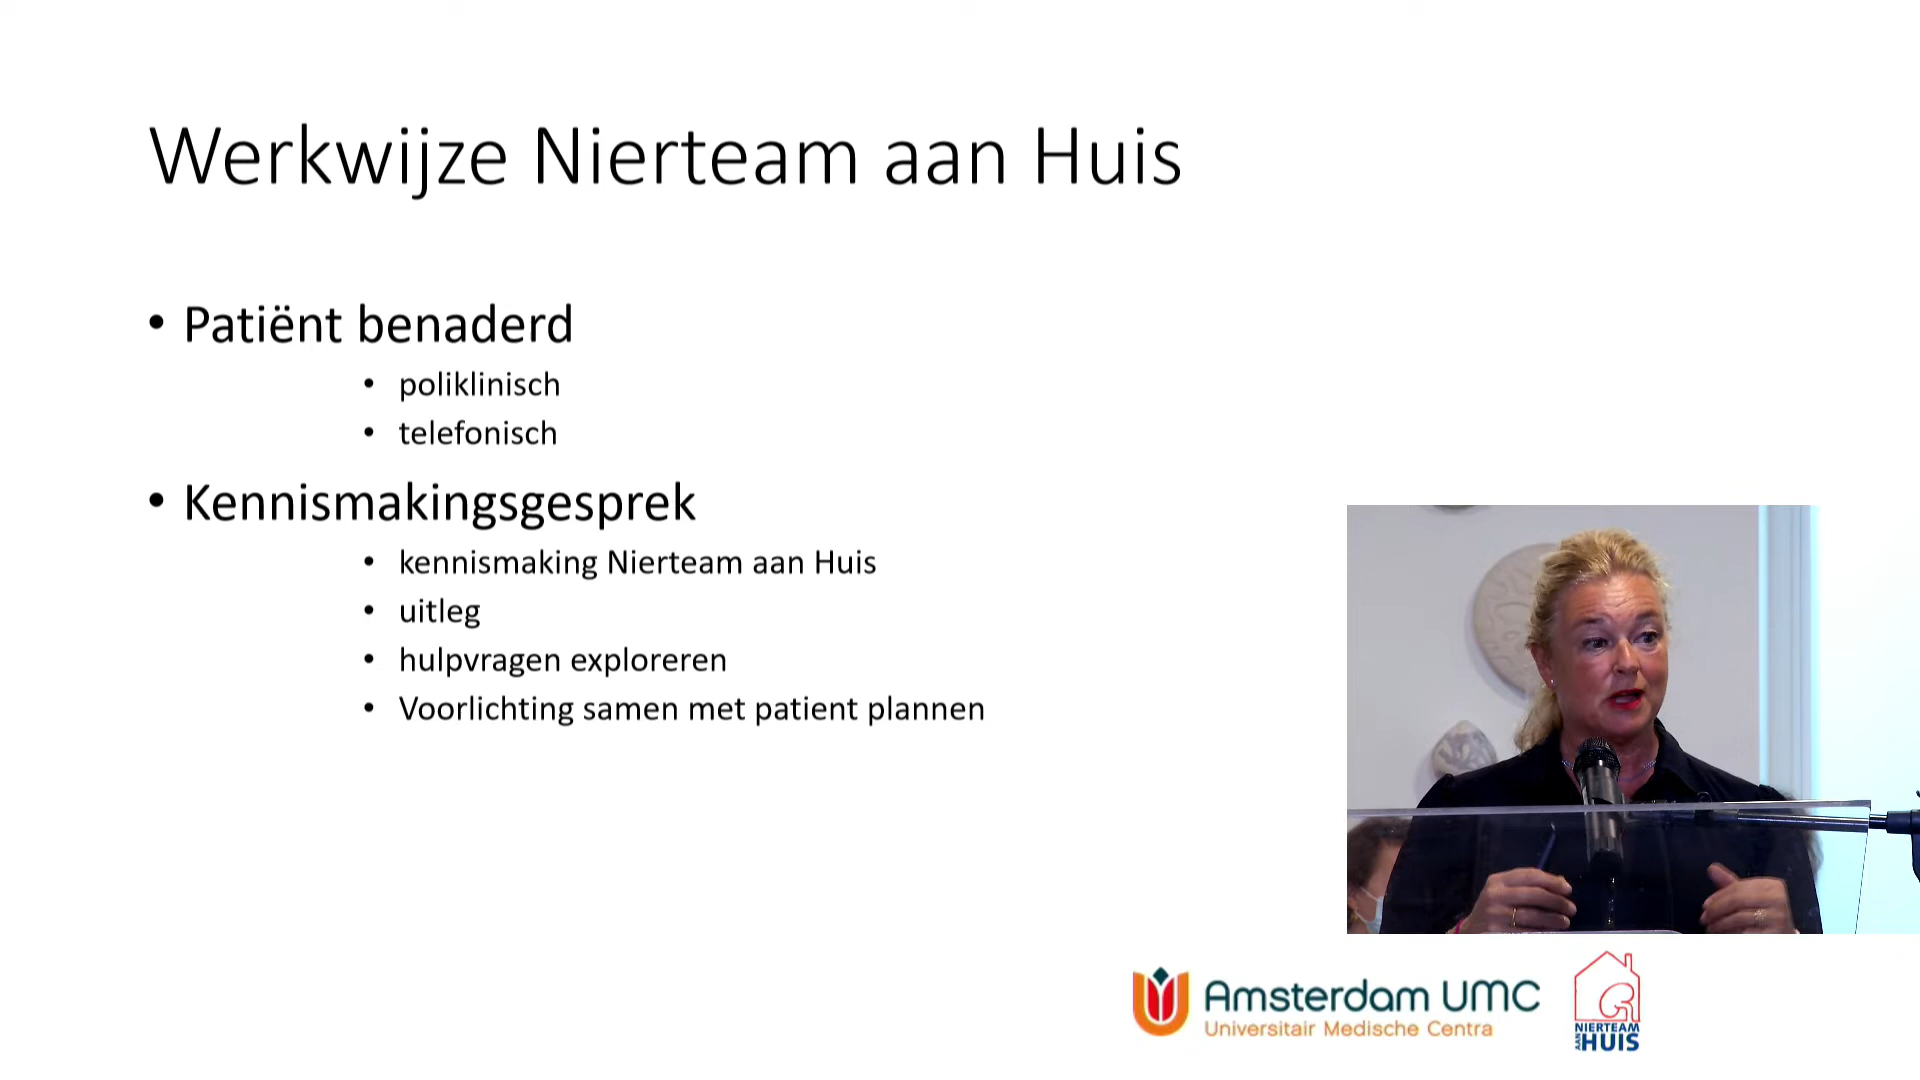 Werkwijze Nierteam aan Huis
• Patiënt benaderd
• poliklinisch
• telefonisch
• Kennismakingsgesprek
• kennismaking Nierteam aan Huis
• uitleg
• hulpvragen exploreren
• Voorlichting samen met patient plannen
Amsterdam UMC
Universitair Medische Centra
NIERTEAM
AAN HUIS